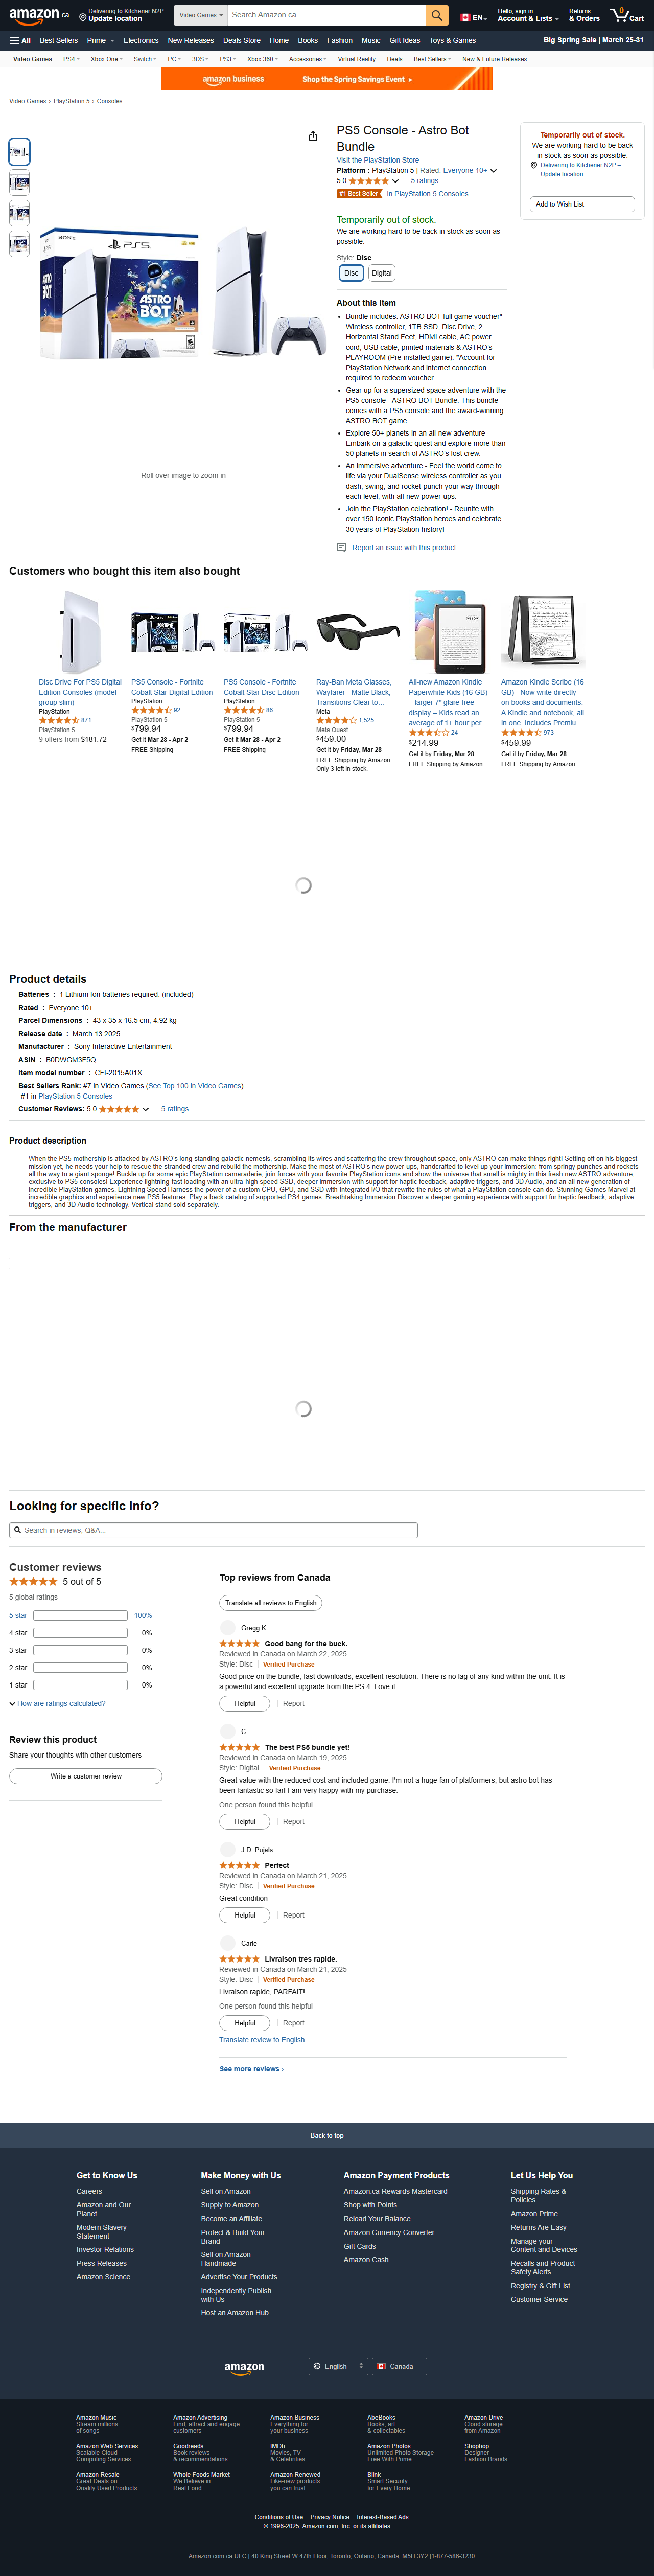 amazon.ca
Delivering to Kitchener N2P
Update location
Video Games
Search Amazon.ca
EN
Hello, sign in
Account & Lists
Returns
& Orders
0
Cart
All
Best Sellers
Prime
Electronics
New Releases
Deals Store
Home
Books
Fashion
Music
Gift Ideas
Toys & Games
Big Spring Sale | March 25-31
Video Games
PS4
Xbox One
Switch
PC
3DS
PS3
Xbox 360
Accessories
Virtual Reality
Deals
Best Sellers
New & Future Releases
amazon business
Shop the Spring Savings Event ▸
Video Games › PlayStation 5 › Consoles
SONY
PS5
ASTRO BOT
Roll over image to zoom in
PS5 Console - Astro Bot
Bundle
Visit the PlayStation Store
Platform : PlayStation 5 | Rated: Everyone 10+
5.0
5 ratings
#1 Best Seller
in PlayStation 5 Consoles
Temporarily out of stock.
We are working hard to be back in stock as soon as
possible.
Style: Disc
Disc
Digital
About this item
• Bundle includes: ASTRO BOT full game voucher*
Wireless controller, 1TB SSD, Disc Drive, 2
Horizontal Stand Feet, HDMI cable, AC power
cord, USB cable, printed materials & ASTRO's
PLAYROOM (Pre-installed game). *Account for
PlayStation Network and internet connection
required to redeem voucher.
• Gear up for a supersized space adventure with the
PS5 console - ASTRO BOT Bundle. This bundle
comes with a PS5 console and the award-winning
ASTRO BOT game.
• Explore 50+ planets in an all-new adventure -
Embark on a galactic quest and explore more than
50 planets in search of ASTRO's lost crew.
• An immersive adventure - Feel the world come to
life via your DualSense wireless controller as you
dash, swing, and rocket-punch your way through
each level, with all-new power-ups.
• Join the PlayStation celebration! - Reunite with
over 150 iconic PlayStation heroes and celebrate
30 years of PlayStation history!
Report an issue with this product
Temporarily out of stock.
We are working hard to be back
in stock as soon as possible.
Delivering to Kitchener N2P –
Update location
Add to Wish List
Customers who bought this item also bought
Disc Drive For PS5 Digital
Edition Consoles (model
group slim)
PlayStation
871
PlayStation 5
9 offers from $181.72
PS5 Console - Fortnite
Cobalt Star Digital Edition
PlayStation
92
PlayStation 5
$799.94
Get it Mar 28 - Apr 2
FREE Shipping
PS5 Console - Fortnite
Cobalt Star Disc Edition
PlayStation
86
PlayStation 5
$799.94
Get it Mar 28 - Apr 2
FREE Shipping
Ray-Ban Meta Glasses,
Wayfarer - Matte Black,
Transitions Clear to…
Meta
1,525
Meta Quest
$459.00
Get it by Friday, Mar 28
FREE Shipping by Amazon
Only 3 left in stock.
All-new Amazon Kindle
Paperwhite Kids (16 GB)
– larger 7" glare-free
display – Kids read an
average of 1+ hour per…
24
$214.99
Get it by Friday, Mar 28
FREE Shipping by Amazon
Amazon Kindle Scribe (16
GB) - Now write directly
on books and documents.
A Kindle and notebook, all
in one. Includes Premiu…
973
$459.99
Get it by Friday, Mar 28
FREE Shipping by Amazon
Product details
Batteries : 1 Lithium Ion batteries required. (included)
Rated : Everyone 10+
Parcel Dimensions : 43 x 35 x 16.5 cm; 4.92 kg
Release date : March 13 2025
Manufacturer : Sony Interactive Entertainment
ASIN : B0DWGM3F5Q
Item model number : CFI-2015A01X
Best Sellers Rank: #7 in Video Games (See Top 100 in Video Games)
#1 in PlayStation 5 Consoles
Customer Reviews: 5.0
5 ratings
Product description
When the PS5 mothership is attacked by ASTRO's long-standing galactic nemesis, scrambling its wires and scattering the crew throughout space, only ASTRO can make things right! Setting off on his biggest
mission yet, he needs your help to rescue the stranded crew and rebuild the mothership. Make the most of ASTRO's new power-ups, handcrafted to level up your immersion: from springy punches and rockets
all the way to a giant sponge! Buckle up for some epic PlayStation camaraderie, join forces with your favorite PlayStation icons and show the universe that small is mighty in this fresh new ASTRO adventure,
exclusive to PS5 consoles! Experience lightning-fast loading with an ultra-high speed SSD, deeper immersion with support for haptic feedback, adaptive triggers, and 3D Audio, and an all-new generation of
incredible PlayStation games. Lightning Speed Harness the power of a custom CPU, GPU, and SSD with Integrated I/O that rewrite the rules of what a PlayStation console can do. Stunning Games Marvel at
incredible graphics and experience new PS5 features. Play a back catalog of supported PS4 games. Breathtaking Immersion Discover a deeper gaming experience with support for haptic feedback, adaptive
triggers, and 3D Audio technology. Vertical stand sold separately.
From the manufacturer
Looking for specific info?
Search in reviews, Q&A...
Customer reviews
5 out of 5
5 global ratings
5 star
100%
4 star
0%
3 star
0%
2 star
0%
1 star
0%
How are ratings calculated?
Review this product
Share your thoughts with other customers
Write a customer review
Top reviews from Canada
Translate all reviews to English
Gregg K.
Good bang for the buck.
Reviewed in Canada on March 22, 2025
Style: Disc
Verified Purchase
Good price on the bundle, fast downloads, excellent resolution. There is no lag of any kind within the unit. It is
a powerful and excellent upgrade from the PS 4. Love it.
Helpful
Report
C.
The best PS5 bundle yet!
Reviewed in Canada on March 19, 2025
Style: Digital
Verified Purchase
Great value with the reduced cost and included game. I'm not a huge fan of platformers, but astro bot has
been fantastic so far! I am very happy with my purchase.
One person found this helpful
Helpful
Report
J.D. Pujals
Perfect
Reviewed in Canada on March 21, 2025
Style: Disc
Verified Purchase
Great condition
Helpful
Report
Carle
Livraison tres rapide.
Reviewed in Canada on March 21, 2025
Style: Disc
Verified Purchase
Livraison rapide, PARFAIT!
One person found this helpful
Helpful
Report
Translate review to English
See more reviews ›
Back to top
Get to Know Us
Careers
Amazon and Our
Planet
Modern Slavery
Statement
Investor Relations
Press Releases
Amazon Science
Make Money with Us
Sell on Amazon
Supply to Amazon
Become an Affiliate
Protect & Build Your
Brand
Sell on Amazon
Handmade
Advertise Your Products
Independently Publish
with Us
Host an Amazon Hub
Amazon Payment Products
Amazon.ca Rewards Mastercard
Shop with Points
Reload Your Balance
Amazon Currency Converter
Gift Cards
Amazon Cash
Let Us Help You
Shipping Rates &
Policies
Amazon Prime
Returns Are Easy
Manage your
Content and Devices
Recalls and Product
Safety Alerts
Registry & Gift List
Customer Service
amazon
English
Canada
Amazon Music
Stream millions
of songs
Amazon Advertising
Find, attract and engage
customers
Amazon Business
Everything for
your business
AbeBooks
Books, art
& collectables
Amazon Drive
Cloud storage
from Amazon
Amazon Web Services
Scalable Cloud
Computing Services
Goodreads
Book reviews
& recommendations
IMDb
Movies, TV
& Celebrities
Amazon Photos
Unlimited Photo Storage
Free With Prime
Shopbop
Designer
Fashion Brands
Amazon Resale
Great Deals on
Quality Used Products
Whole Foods Market
We Believe in
Real Food
Amazon Renewed
Like-new products
you can trust
Blink
Smart Security
for Every Home
Conditions of Use
Privacy Notice
Interest-Based Ads
© 1996-2025, Amazon.com, Inc. or its affiliates
Amazon.com.ca ULC | 40 King Street W 47th Floor, Toronto, Ontario, Canada, M5H 3Y2 |1-877-586-3230